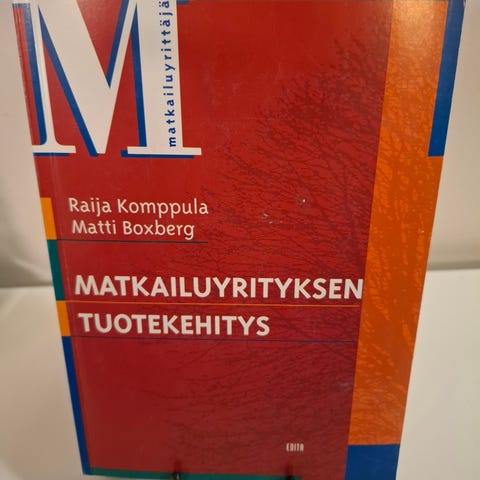 M
matkailuyrittäjä
Raija Komppula
Matti Boxberg
MATKAILUYRITYKSEN
TUOTEKEHITYS
EDITA